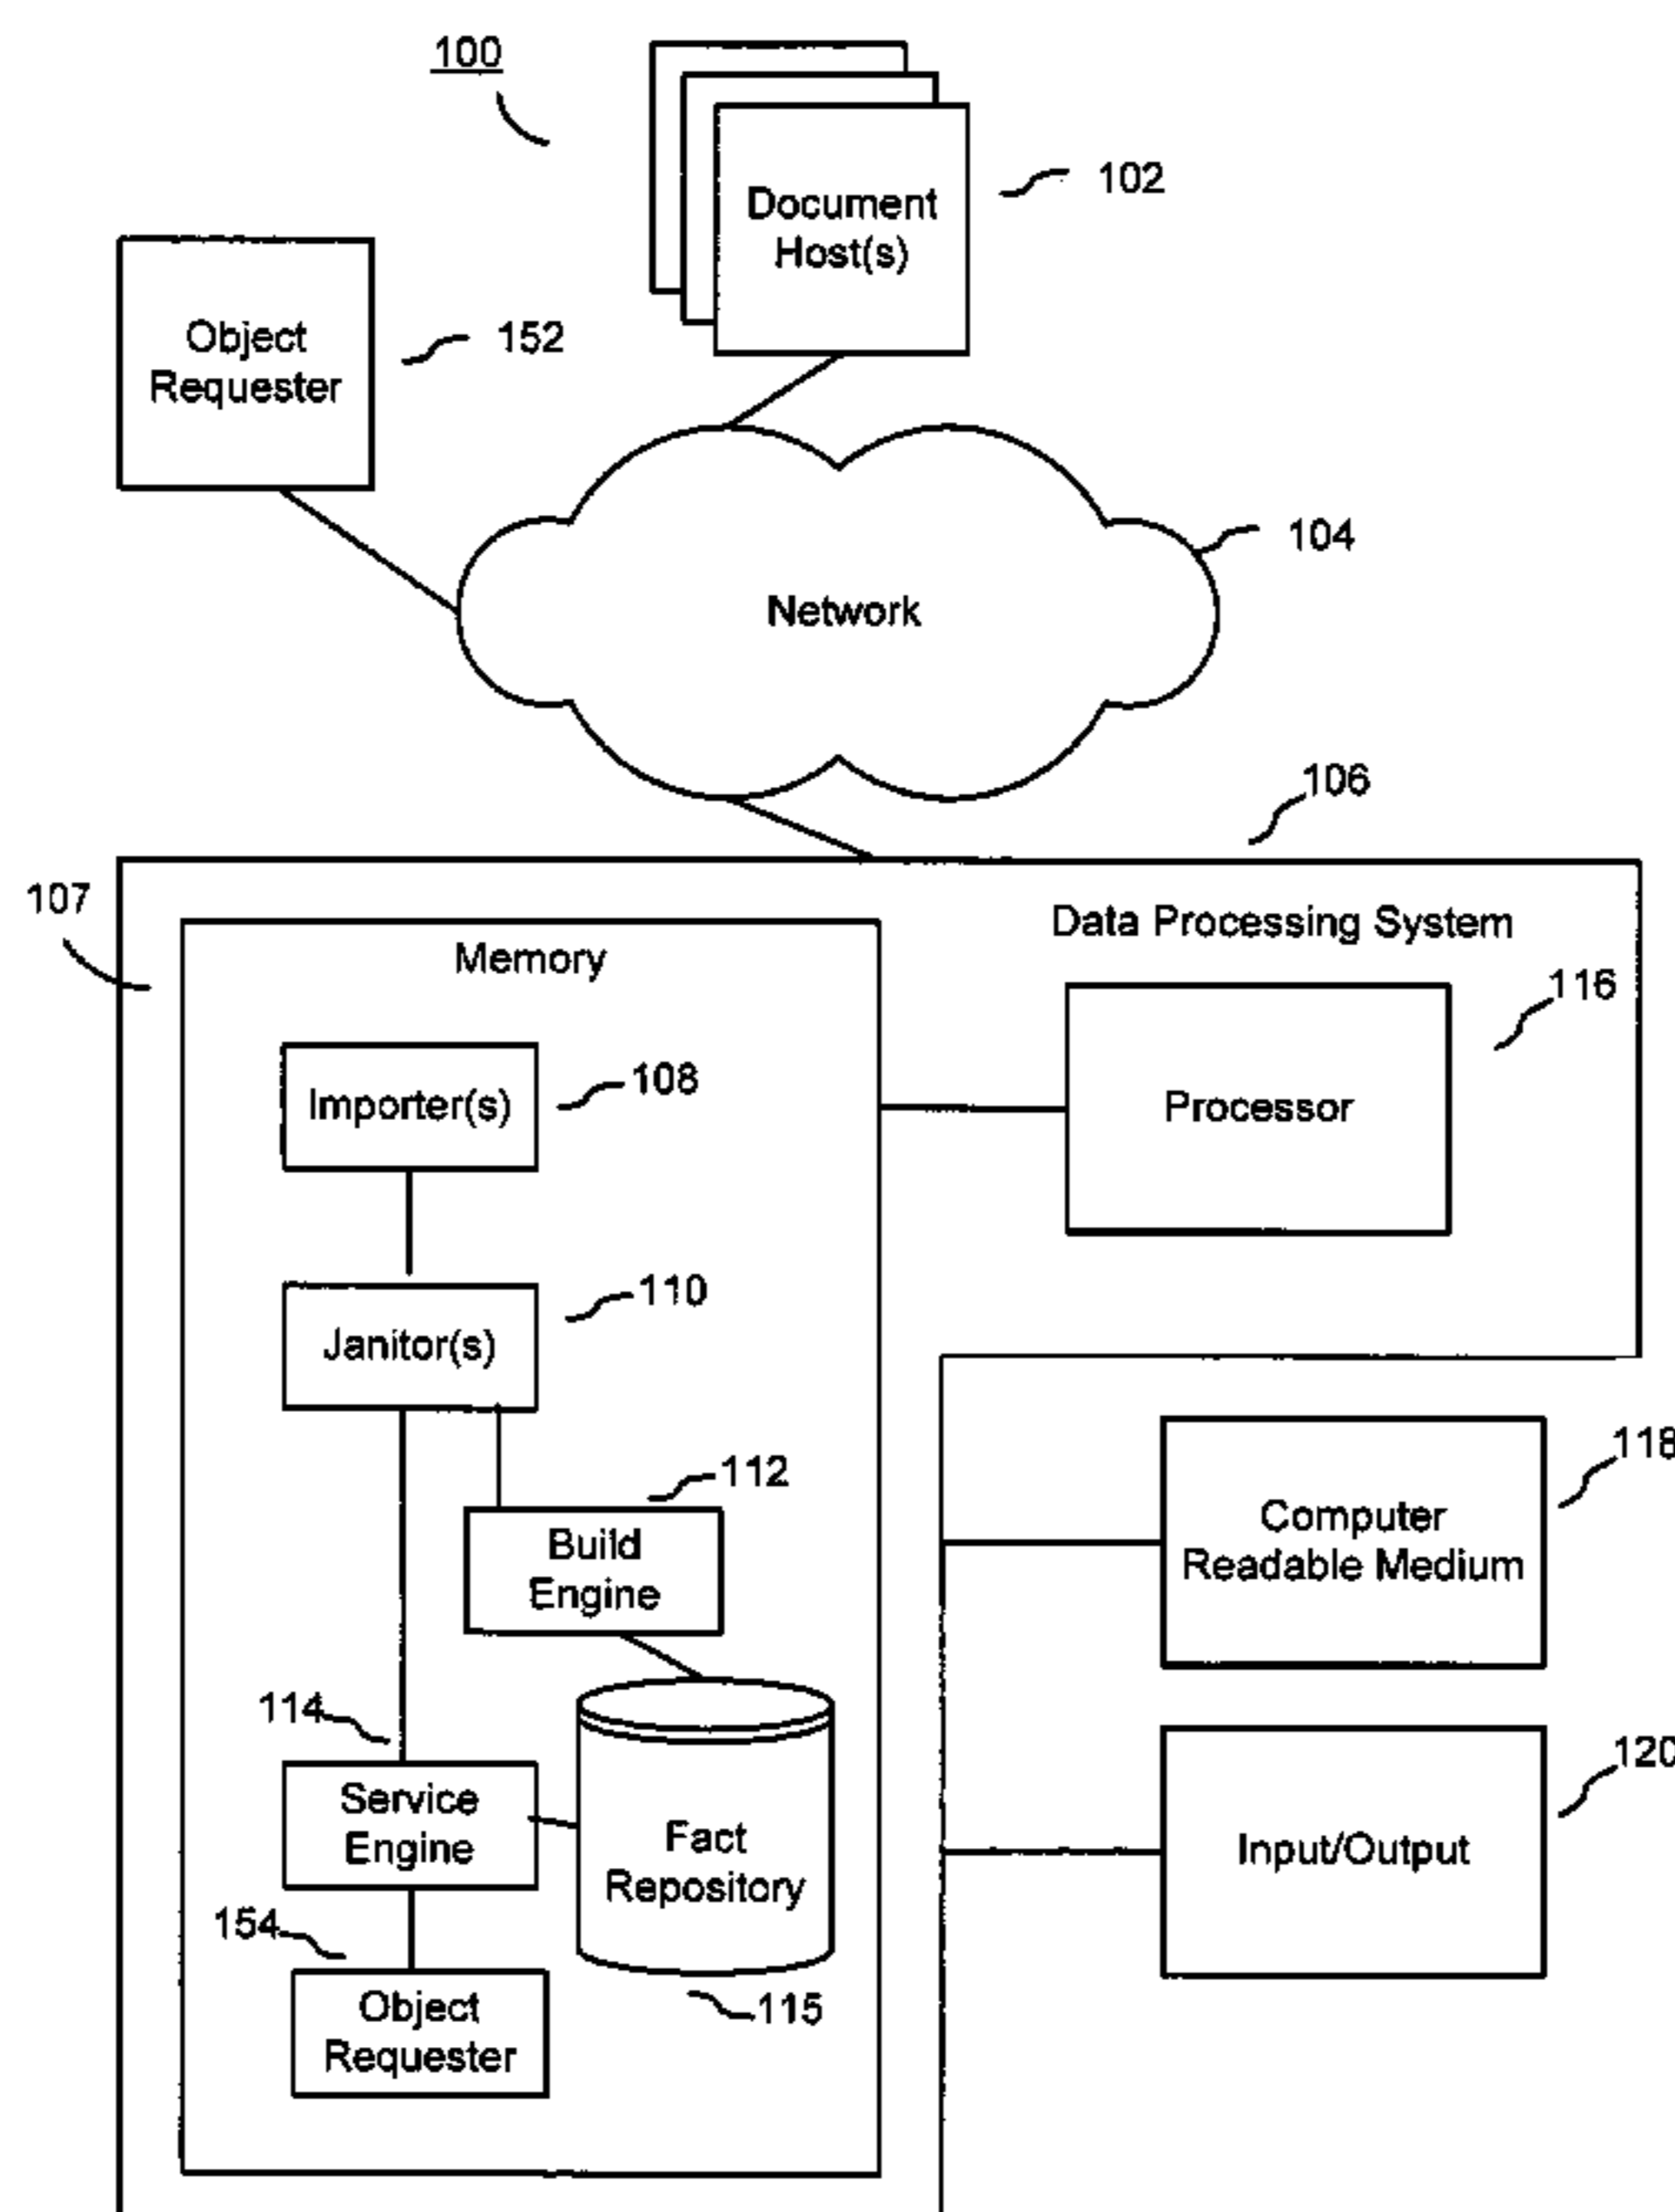 100
Document
Host(s)
102
Object
Requester
152
104
Network
106
107
Data Processing System
Memory
116
Importer(s)
108
Processor
110
Janitor(s)
112
118
Build
Engine
Computer
Readable Medium
114
Service
Engine
Fact
Repository
120
Input/Output
154
Object
Requester
115